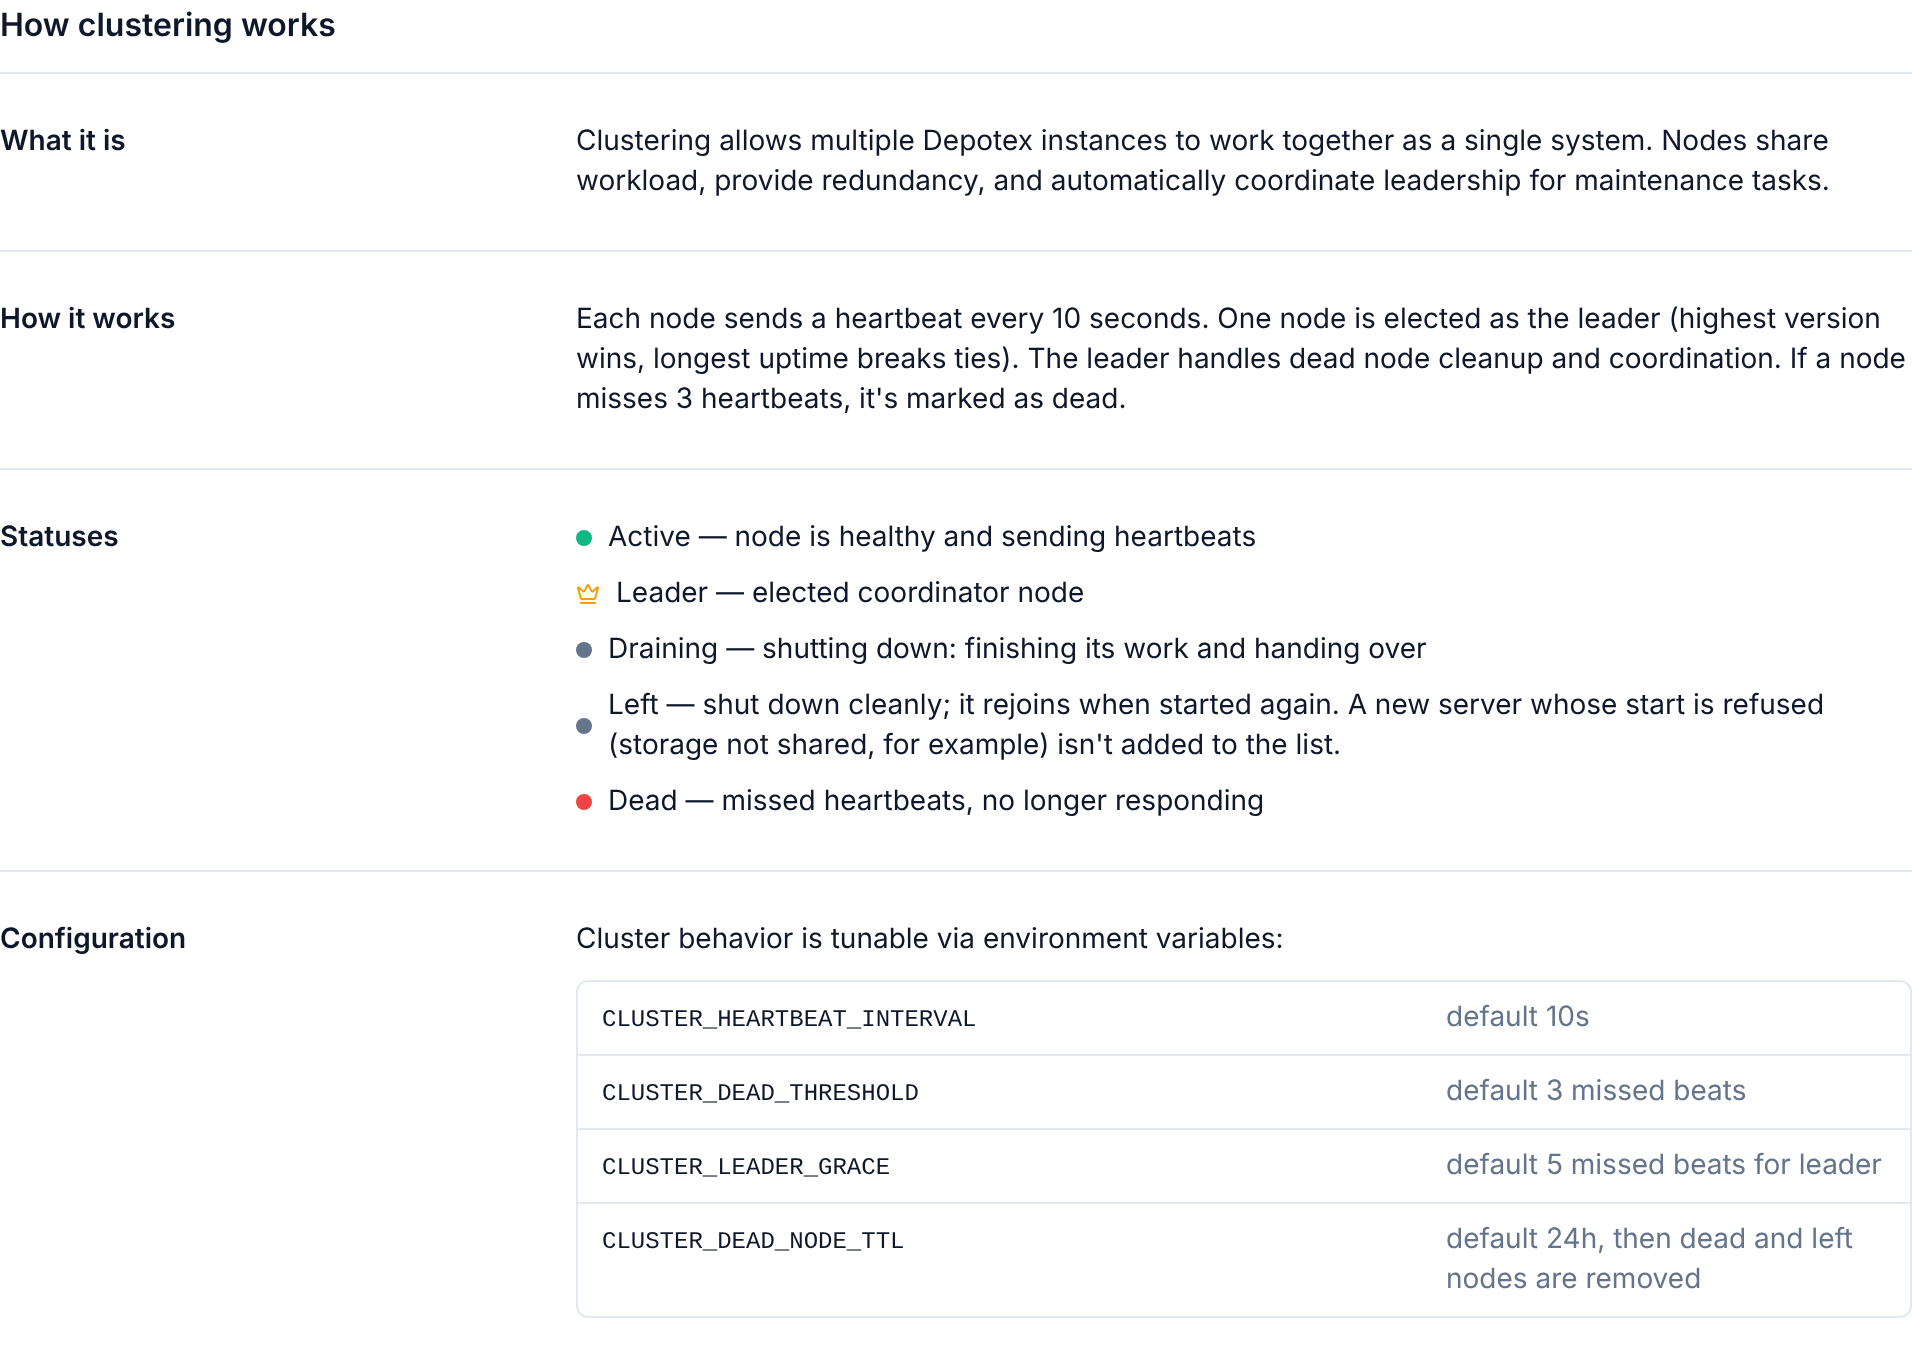 How clustering works
What it is
Clustering allows multiple Depotex instances to work together as a single system. Nodes share
workload, provide redundancy, and automatically coordinate leadership for maintenance tasks.
How it works
Each node sends a heartbeat every 10 seconds. One node is elected as the leader (highest version
wins, longest uptime breaks ties). The leader handles dead node cleanup and coordination. If a node
misses 3 heartbeats, it's marked as dead.
Statuses
Active — node is healthy and sending heartbeats
Leader — elected coordinator node
Draining — shutting down: finishing its work and handing over
Left — shut down cleanly; it rejoins when started again. A new server whose start is refused
(storage not shared, for example) isn't added to the list.
Dead — missed heartbeats, no longer responding
Configuration
Cluster behavior is tunable via environment variables:
CLUSTER_HEARTBEAT_INTERVAL default 10s
CLUSTER_DEAD_THRESHOLD default 3 missed beats
CLUSTER_LEADER_GRACE default 5 missed beats for leader
CLUSTER_DEAD_NODE_TTL default 24h, then dead and left
nodes are removed